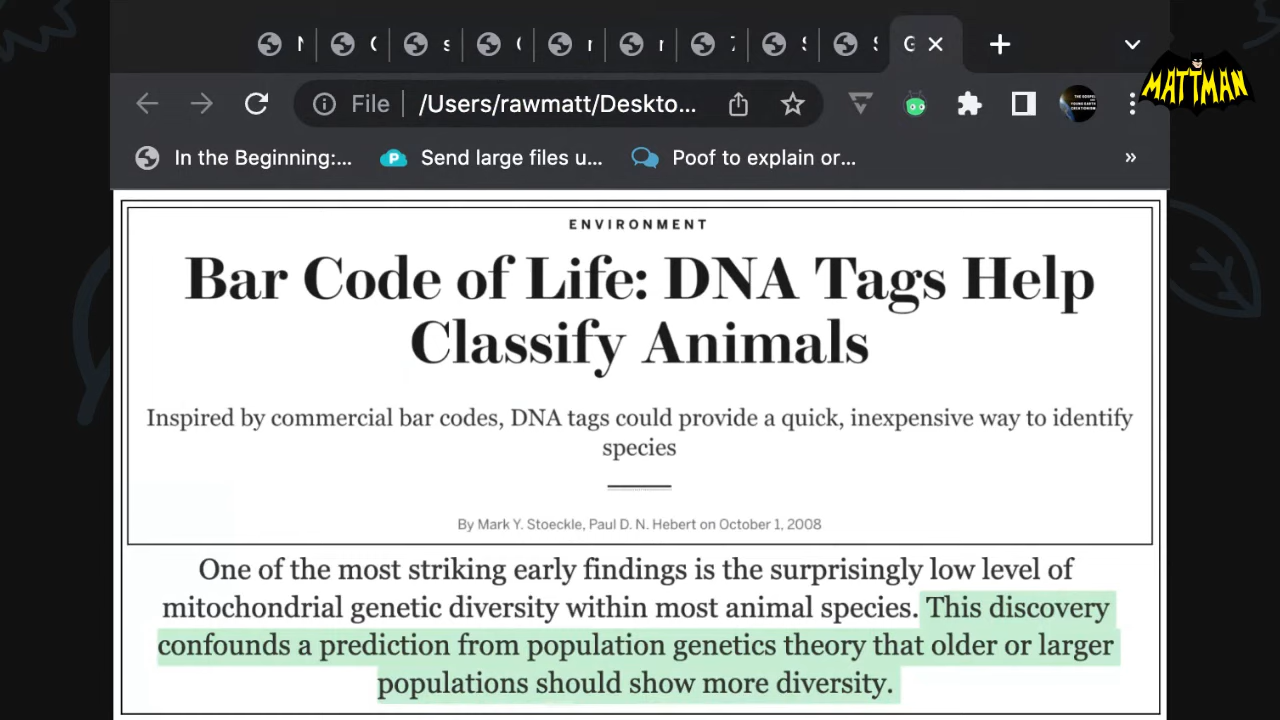 N
C
s
(
r
r
7
S
S
G
MATTMAN
File
/Users/rawmatt/Deskto...
In the Beginning:...
Send large files u...
Poof to explain or...
»
ENVIRONMENT
Bar Code of Life: DNA Tags Help
Classify Animals
Inspired by commercial bar codes, DNA tags could provide a quick, inexpensive way to identify
species
By Mark Y. Stoeckle, Paul D. N. Hebert on October 1, 2008
One of the most striking early findings is the surprisingly low level of
mitochondrial genetic diversity within most animal species. This discovery
confounds a prediction from population genetics theory that older or larger
populations should show more diversity.